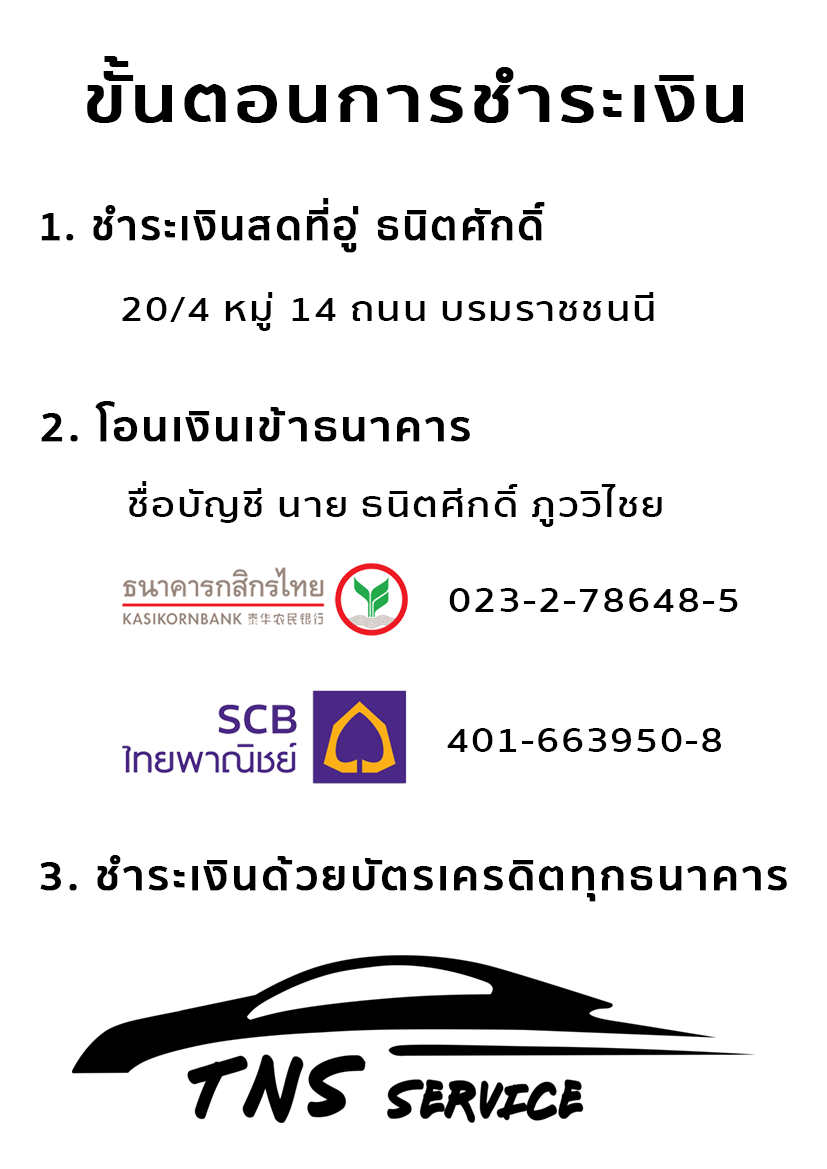 ขั้นตอนการชำระเงิน
1. ชำระเงินสดที่อู่ ธนิตศักดิ์
20/4 หมู่ 14 ถนน บรมราชชนนี
2. โอนเงินเข้าธนาคาร
ชื่อบัญชี นาย ธนิตศีกดิ์ ภูววิไชย
ธนาคารกสิกรไทย
KASIKORNBANK 泰华农民银行
023-2-78648-5
SCB
ไทยพาณิชย์
401-663950-8
3. ชำระเงินด้วยบัตรเครดิตทุกธนาคาร
TNS SERVICE